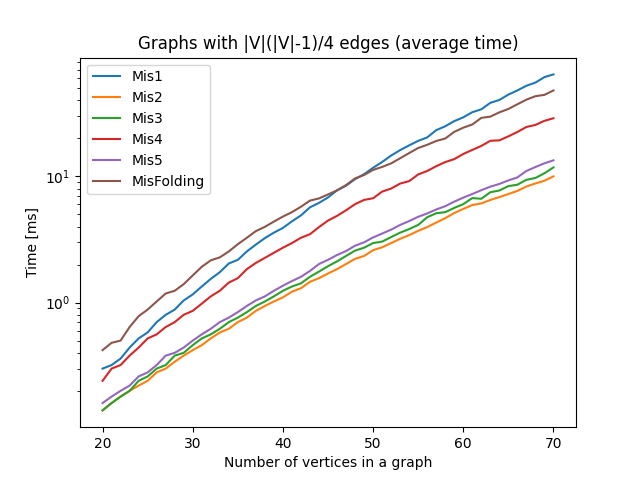 Graphs with |V|(|V|-1)/4 edges (average time)
Mis1
Mis2
Mis3
Mis4
Mis5
MisFolding
10¹
10⁰
Time [ms]
20 30 40 50 60 70
Number of vertices in a graph